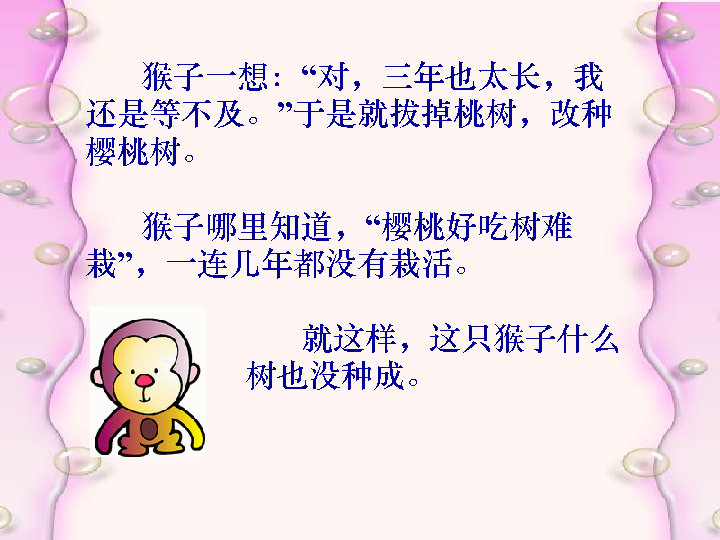 猴子一想：“对，三年也太长，我
还是等不及。”于是就拔掉桃树，改种
樱桃树。
猴子哪里知道，“樱桃好吃树难
栽”，一连几年都没有栽活。
就这样，这只猴子什么
树也没种成。